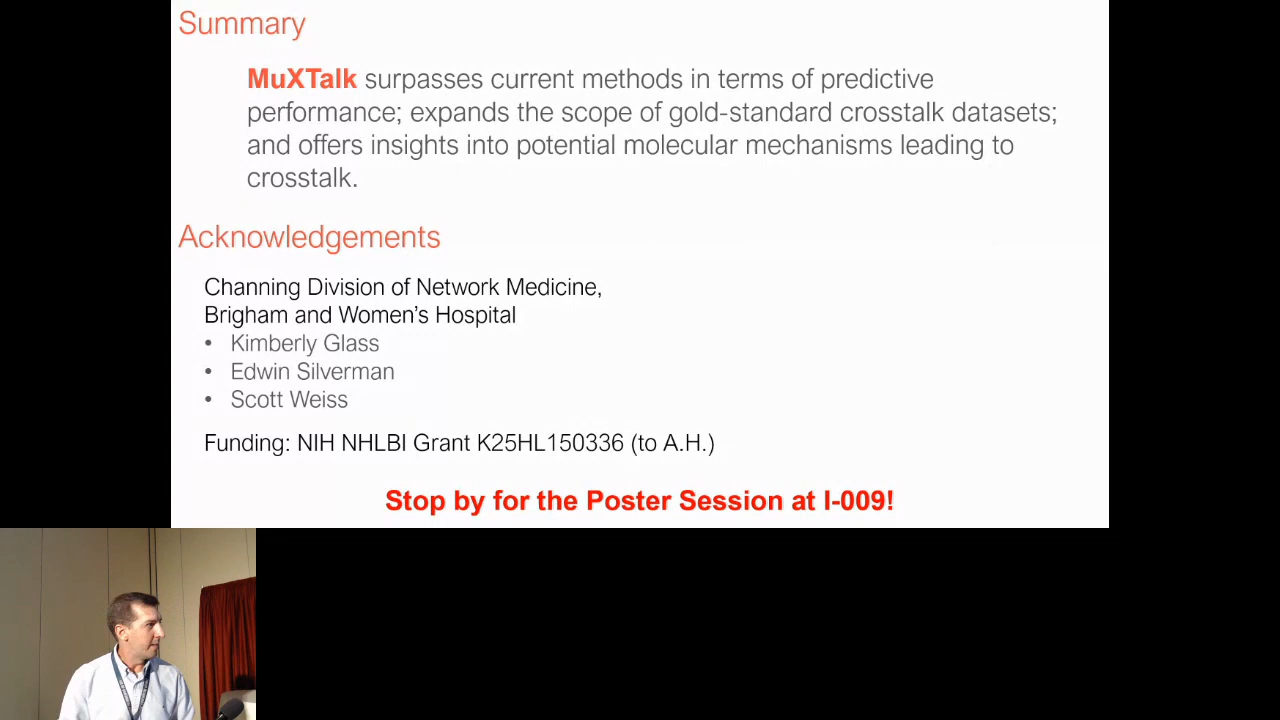 Summary
MuXTalk surpasses current methods in terms of predictive
performance; expands the scope of gold-standard crosstalk datasets;
and offers insights into potential molecular mechanisms leading to
crosstalk.
Acknowledgements
Channing Division of Network Medicine,
Brigham and Women's Hospital
• Kimberly Glass
• Edwin Silverman
• Scott Weiss
Funding: NIH NHLBI Grant K25HL150336 (to A.H.)
Stop by for the Poster Session at I-009!